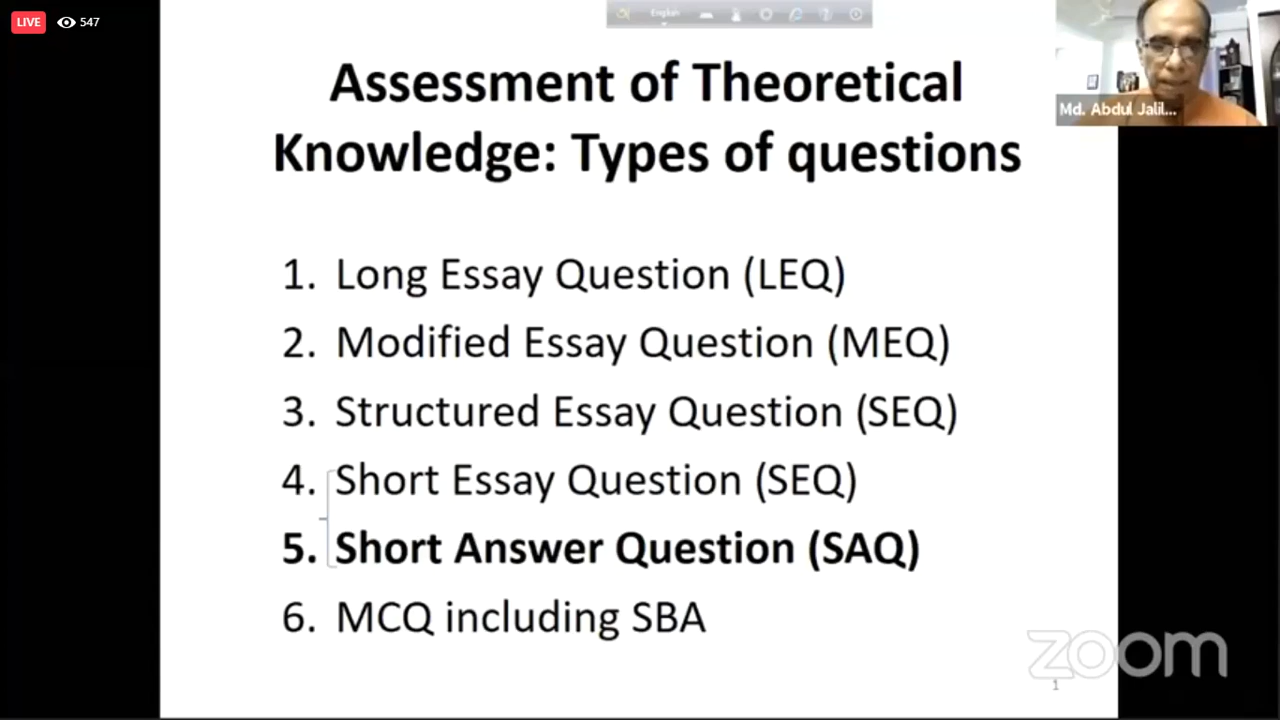 LIVE 547
English
Md. Abdul Jalil...
Assessment of Theoretical
Knowledge: Types of questions
1. Long Essay Question (LEQ)
2. Modified Essay Question (MEQ)
3. Structured Essay Question (SEQ)
4. Short Essay Question (SEQ)
5. Short Answer Question (SAQ)
6. MCQ including SBA
zoom
1